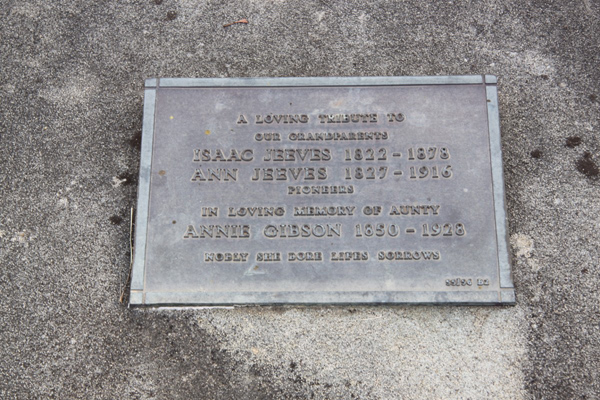 A LOVING TRIBUTE TO
OUR GRANDPARENTS
ISAAC JEEVES 1822 - 1878
ANN JEEVES 1827 - 1916
PIONEERS
IN LOVING MEMORY OF AUNTY
ANNIE GIBSON 1850 - 1928
NOBLY SHE BORE LIFES SORROWS